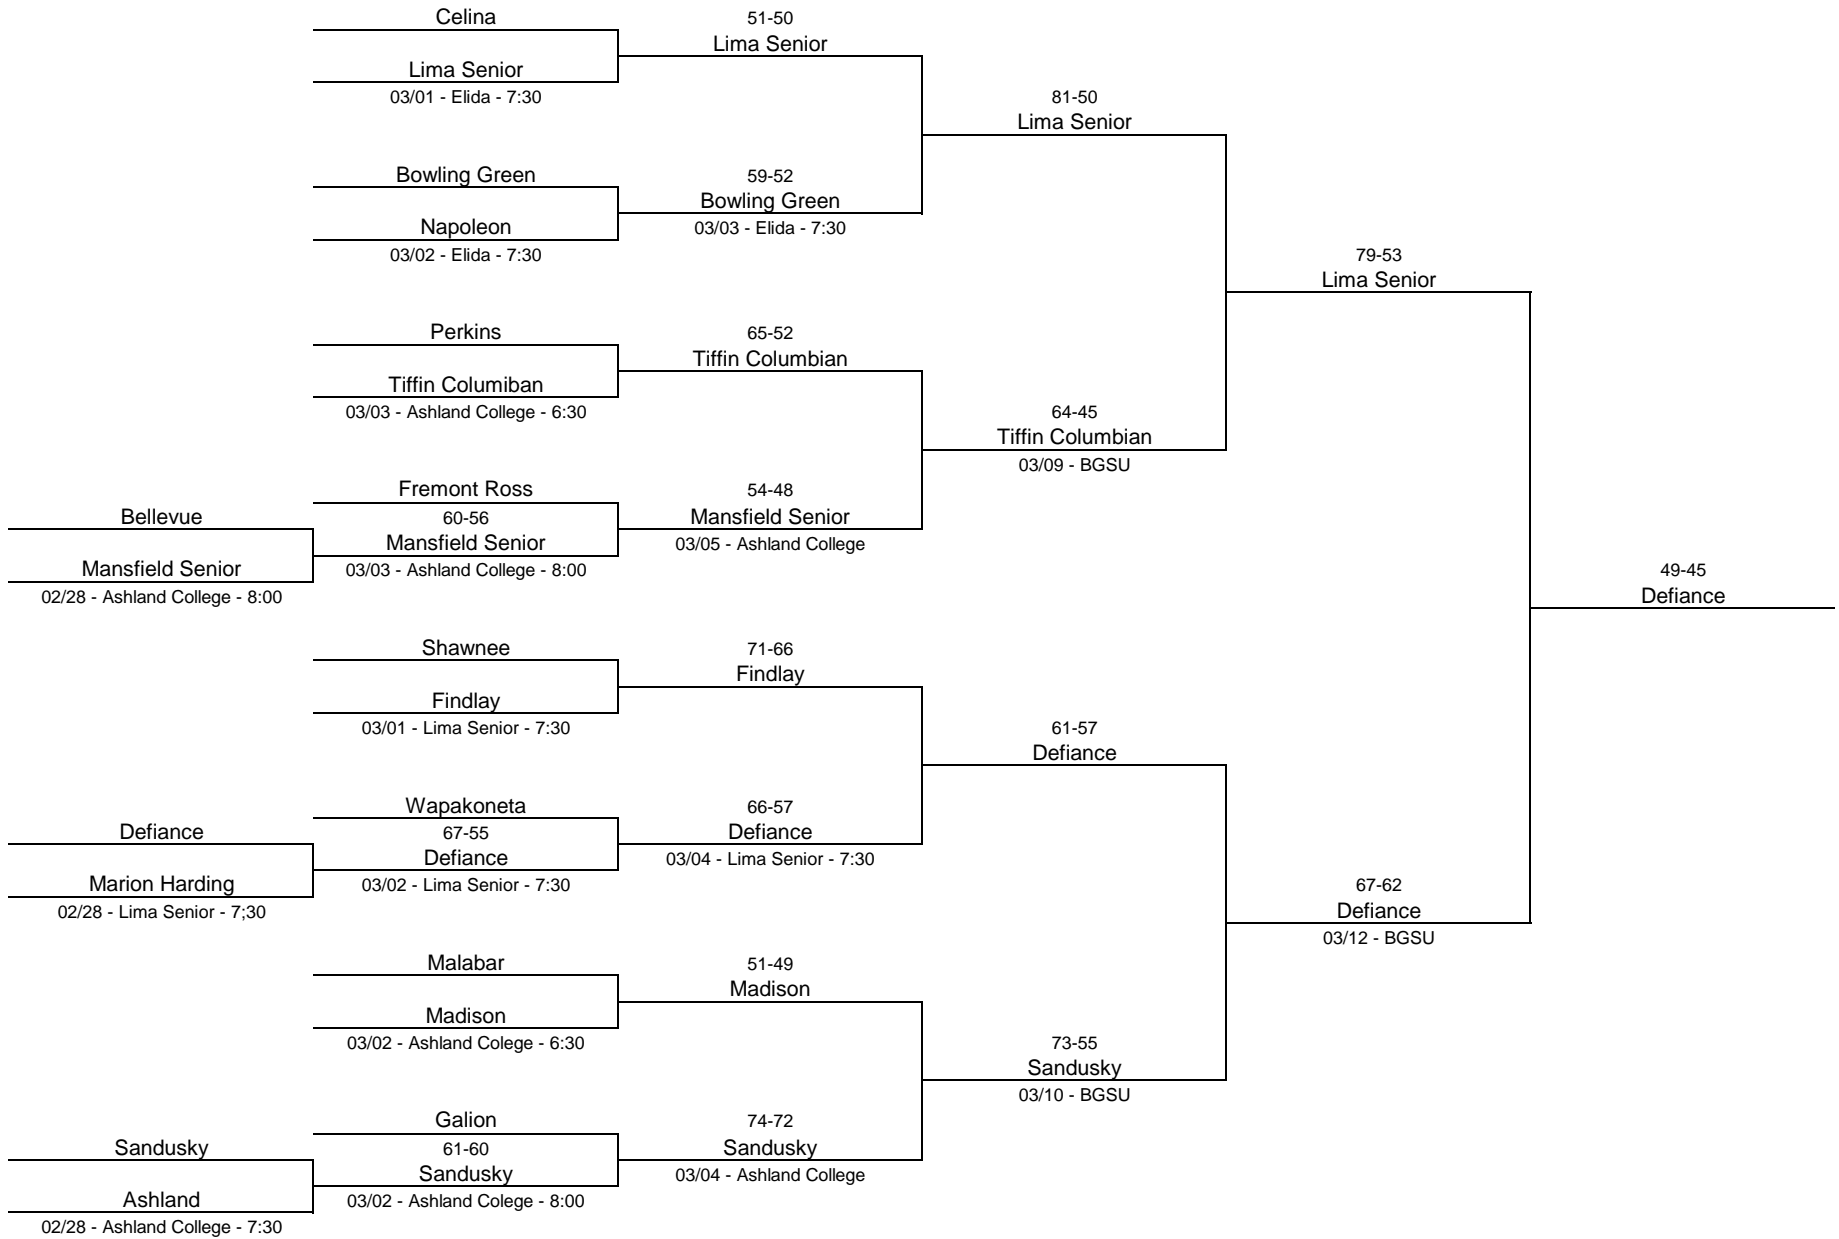 Celina
51-50
Lima Senior
Lima Senior
03/01 - Elida - 7:30
81-50
Lima Senior
Bowling Green
59-52
Bowling Green
Napoleon
03/03 - Elida - 7:30
03/02 - Elida - 7:30
79-53
Lima Senior
Perkins
65-52
Tiffin Columbian
Tiffin Columiban
03/03 - Ashland College - 6:30
64-45
Tiffin Columbian
03/09 - BGSU
Fremont Ross
54-48
Bellevue
60-56
Mansfield Senior
Mansfield Senior
03/05 - Ashland College
Mansfield Senior
03/03 - Ashland College - 8:00
02/28 - Ashland College - 8:00
49-45
Defiance
Shawnee
71-66
Findlay
Findlay
03/01 - Lima Senior - 7:30
61-57
Defiance
Wapakoneta
66-57
Defiance
67-55
Defiance
Defiance
03/04 - Lima Senior - 7:30
Marion Harding
03/02 - Lima Senior - 7:30
02/28 - Lima Senior - 7;30
67-62
Defiance
03/12 - BGSU
Malabar
51-49
Madison
Madison
03/02 - Ashland Colege - 6:30
73-55
Sandusky
03/10 - BGSU
Galion
74-72
Sandusky
61-60
Sandusky
Sandusky
03/04 - Ashland College
Ashland
03/02 - Ashland Colege - 8:00
02/28 - Ashland College - 7:30